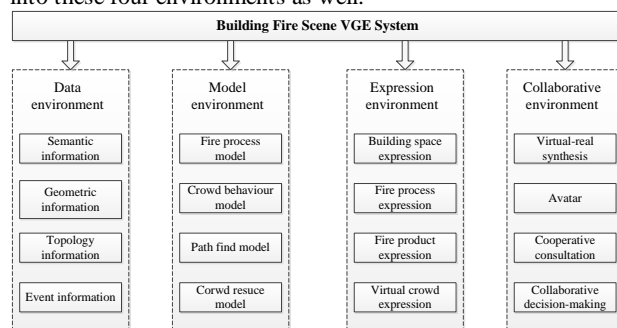 into these four environments as well.
Building Fire Scene VGE System
Data
environment
Semantic
information
Geometric
information
Topology
information
Event information
Model
environment
Fire process
model
Crowd behaviour
model
Path find model
Corwd resuce
model
Expression
environment
Building space
expression
Fire process
expression
Fire product
expression
Virtual crowd
expression
Collaborative
environment
Virtual-real
synthesis
Avatar
Cooperative
consultation
Collaborative
decision-making